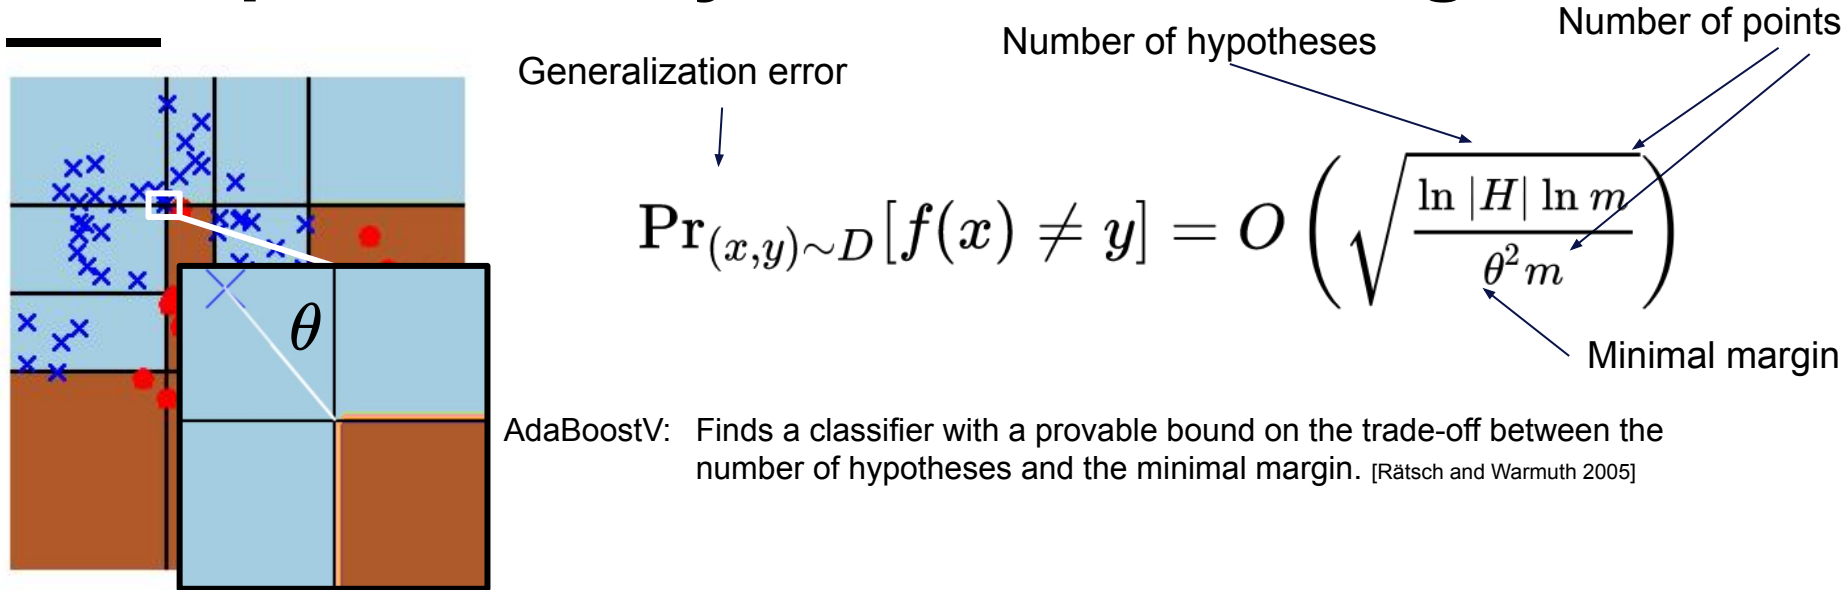 Number of points
Number of hypotheses
Generalization error
Pr_{(x,y)∼D}[f(x) ≠ y] = O(√(ln |H| ln m / θ²m))
θ
Minimal margin
AdaBoostV: Finds a classifier with a provable bound on the trade-off between the
number of hypotheses and the minimal margin. [Rätsch and Warmuth 2005]